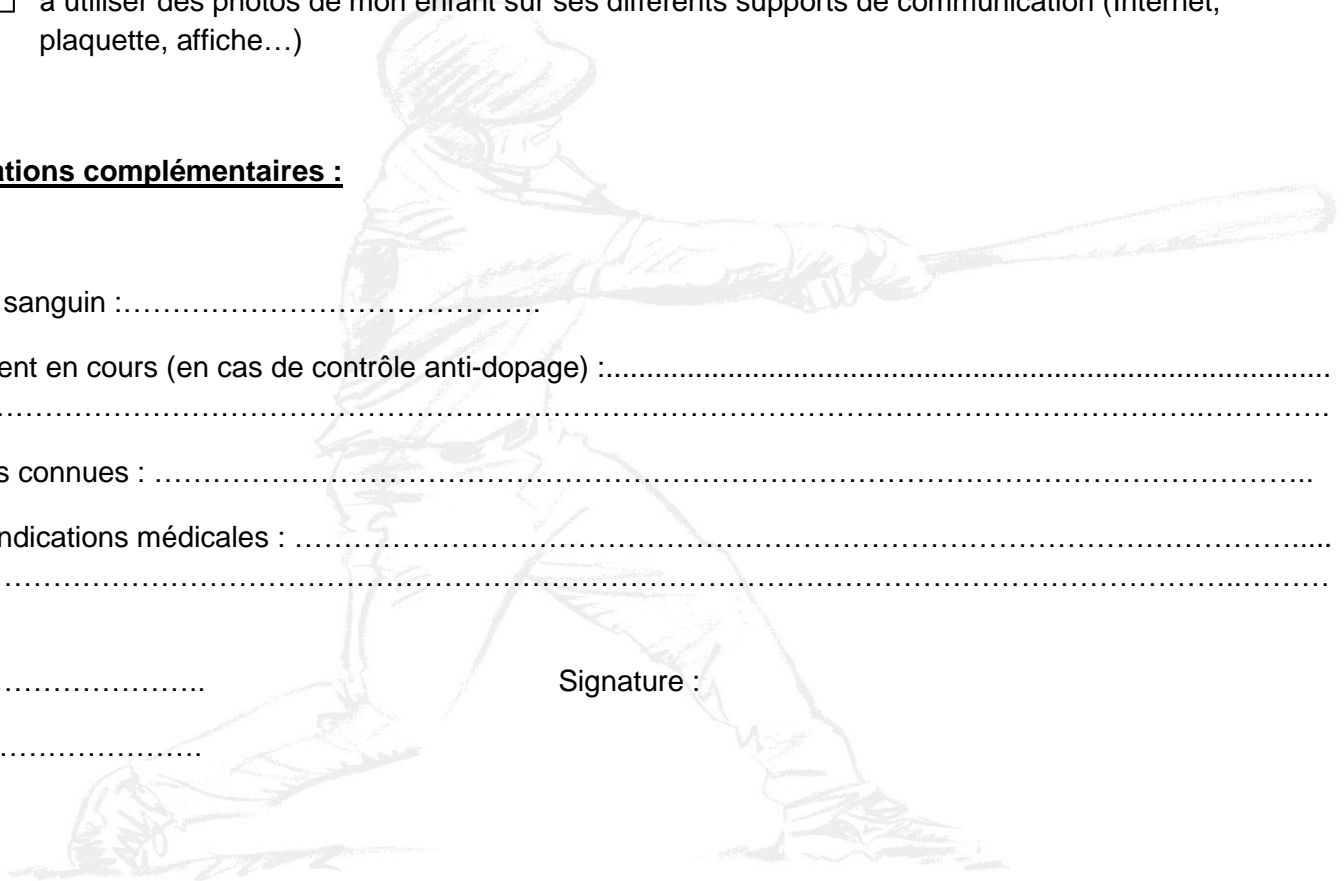 à utiliser des photos de mon enfant sur ses différents supports de communication (Internet,
plaquette, affiche…)
ations complémentaires :
sanguin :…………………………………….
ent en cours (en cas de contrôle anti-dopage) :..........................................................................................
………………………………………………………………………………………………………………..………….
s connues : ………………………………………………………………………………………………………..
ndications médicales : …………………………………………………………………………………………....
…………………………………………………………………………………………………………………..………
………………….. Signature :
………………….